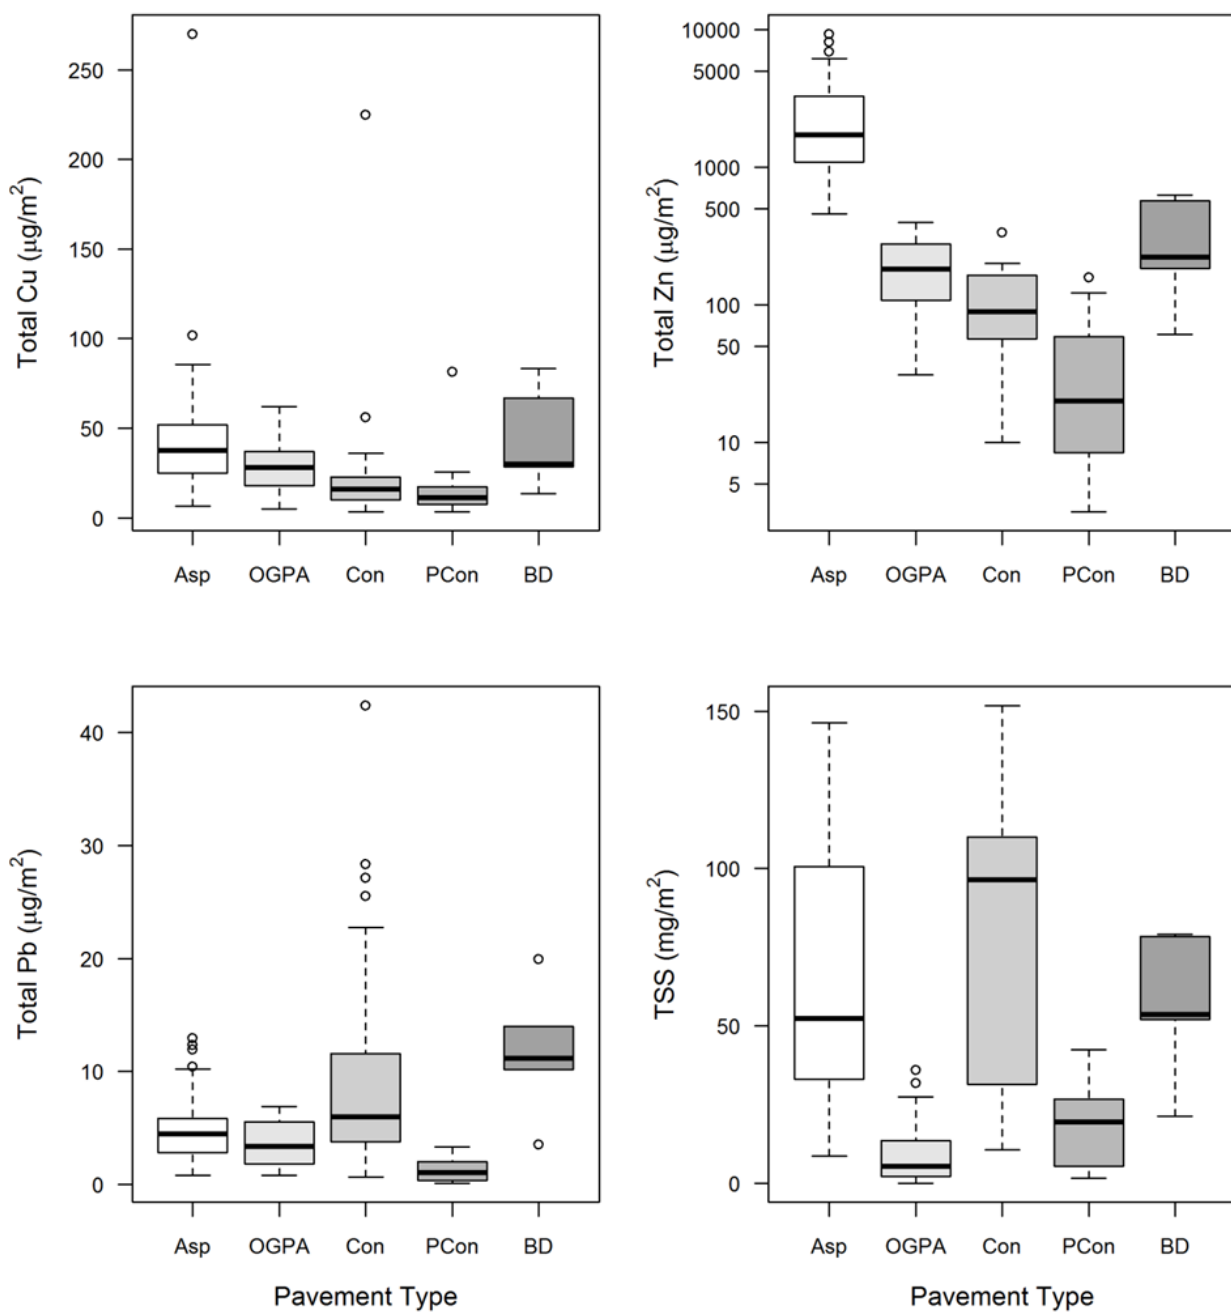 Total Cu (μg/m²)
250
200
150
100
50
0
Asp OGPA Con PCon BD
Total Zn (μg/m²)
10000
5000
1000
500
100
50
10
5
Asp OGPA Con PCon BD
Total Pb (μg/m²)
40
30
20
10
0
Asp OGPA Con PCon BD
Pavement Type
TSS (mg/m²)
150
100
50
0
Asp OGPA Con PCon BD
Pavement Type